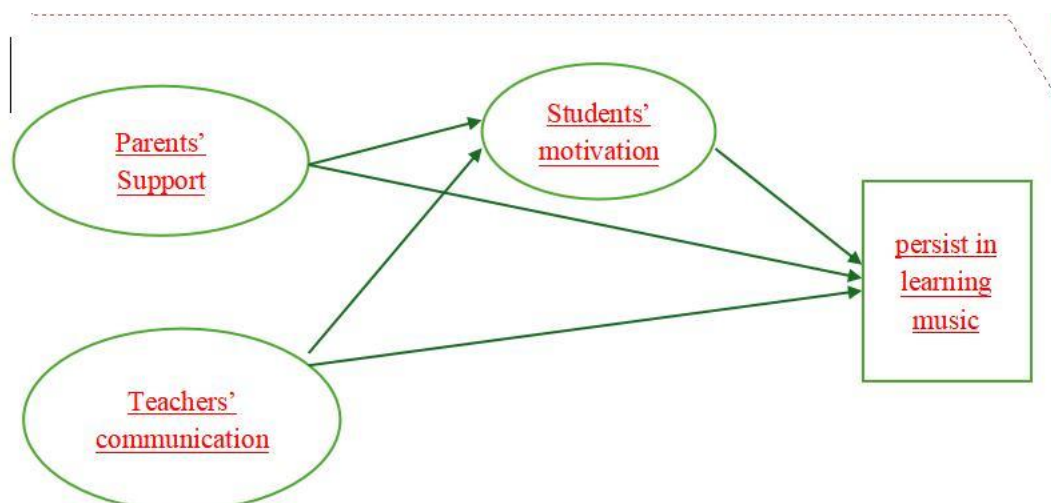 Parents’
Support
Students’
motivation
persist in
learning
music
Teachers’
communication